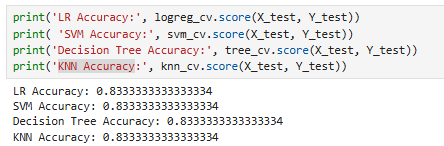 print('LR Accuracy:', logreg_cv.score(X_test, Y_test))
print( 'SVM Accuracy:', svm_cv.score(X_test, Y_test))
print('Decision Tree Accuracy:', tree_cv.score(X_test, Y_test))
print('KNN Accuracy:', knn_cv.score(X_test, Y_test))
LR Accuracy: 0.8333333333333334
SVM Accuracy: 0.8333333333333334
Decision Tree Accuracy: 0.8333333333333334
KNN Accuracy: 0.8333333333333334